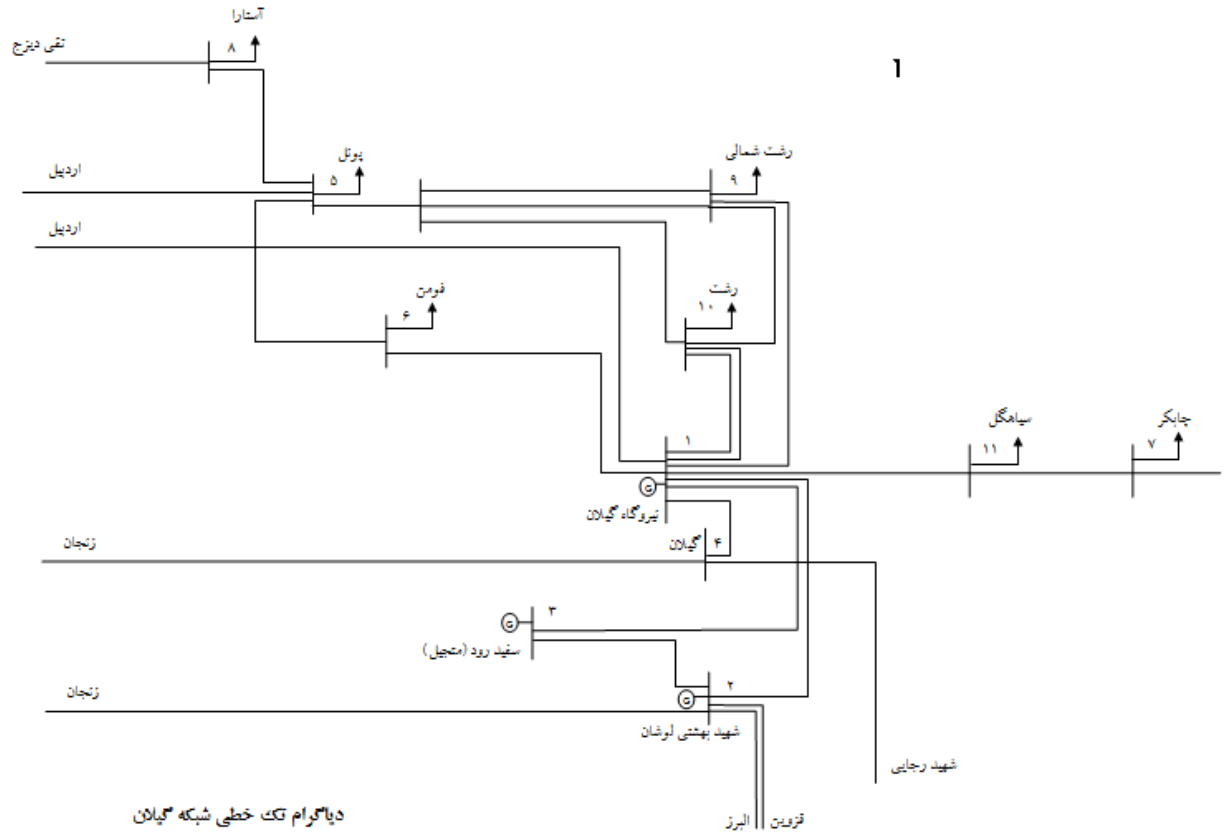 آستارا
۸
تقی دیزج
1
رشت شمالی
۹
پونل
۵
اردبیل
اردبیل
فومن
۶
رشت
۱۰
سیاهگل
۱۱
چابکر
۷
۱
G
نیروگاه گیلان
گیلان
۴
زنجان
۳
G
سفید رود (منجیل)
۲
G
زنجان
شهید بهشتی لوشان
شهید رجایی
قزوین
البرز
دیاگرام تک خطی شبکه گیلان